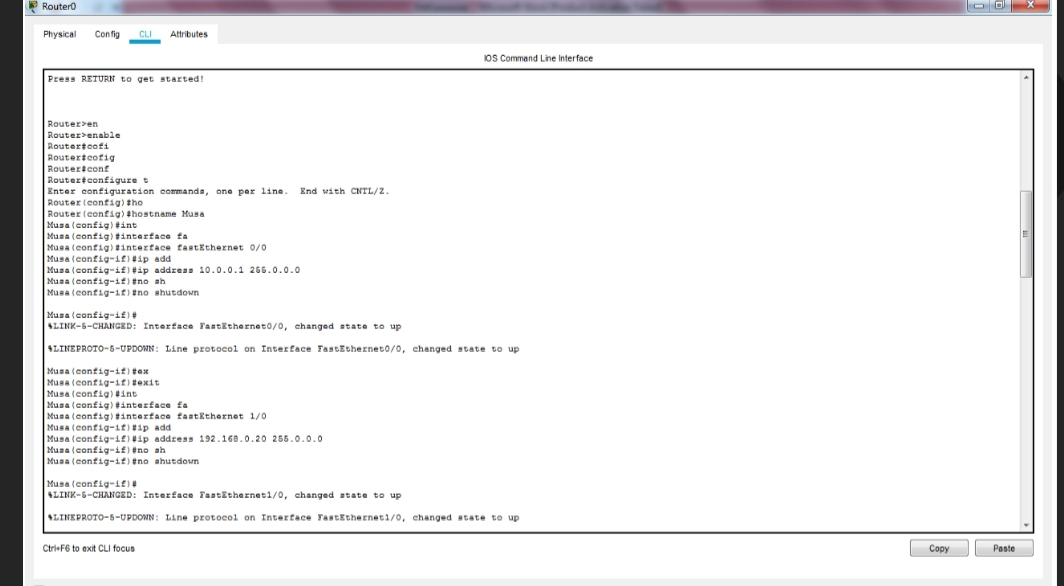 Router0
Physical Config CLI Attributes
IOS Command Line Interface
Press RETURN to get started!
Router>en
Router>enable
Router#cofi
Router#cofig
Router#conf
Router#configure t
Enter configuration commands, one per line. End with CNTL/Z.
Router(config)#ho
Router(config)#hostname Musa
Musa(config)#int
Musa(config)#interface fa
Musa(config)#interface fastEthernet 0/0
Musa(config-if)#ip add
Musa(config-if)#ip address 10.0.0.1 255.0.0.0
Musa(config-if)#no sh
Musa(config-if)#no shutdown
Musa(config-if)#
%LINK-5-CHANGED: Interface FastEthernet0/0, changed state to up
%LINEPROTO-5-UPDOWN: Line protocol on Interface FastEthernet0/0, changed state to up
Musa(config-if)#ex
Musa(config-if)#exit
Musa(config)#int
Musa(config)#interface fa
Musa(config)#interface fastEthernet 1/0
Musa(config-if)#ip add
Musa(config-if)#ip address 192.168.0.20 255.0.0.0
Musa(config-if)#no sh
Musa(config-if)#no shutdown
Musa(config-if)#
%LINK-5-CHANGED: Interface FastEthernet1/0, changed state to up
%LINEPROTO-5-UPDOWN: Line protocol on Interface FastEthernet1/0, changed state to up
Ctrl+F6 to exit CLI focus
Copy Paste